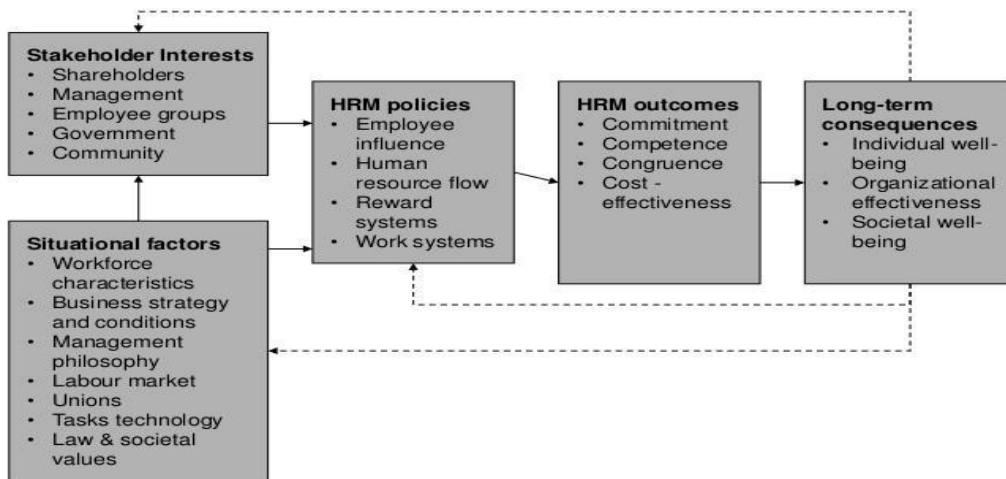 Stakeholder Interests
• Shareholders
• Management
• Employee groups
• Government
• Community
Situational factors
• Workforce
characteristics
• Business strategy
and conditions
• Management
philosophy
• Labour market
• Unions
• Tasks technology
• Law & societal
values
HRM policies
• Employee
influence
• Human
resource flow
• Reward
systems
• Work systems
HRM outcomes
• Commitment
• Competence
• Congruence
• Cost -
effectiveness
Long-term
consequences
• Individual well-
being
• Organizational
effectiveness
• Societal well-
being